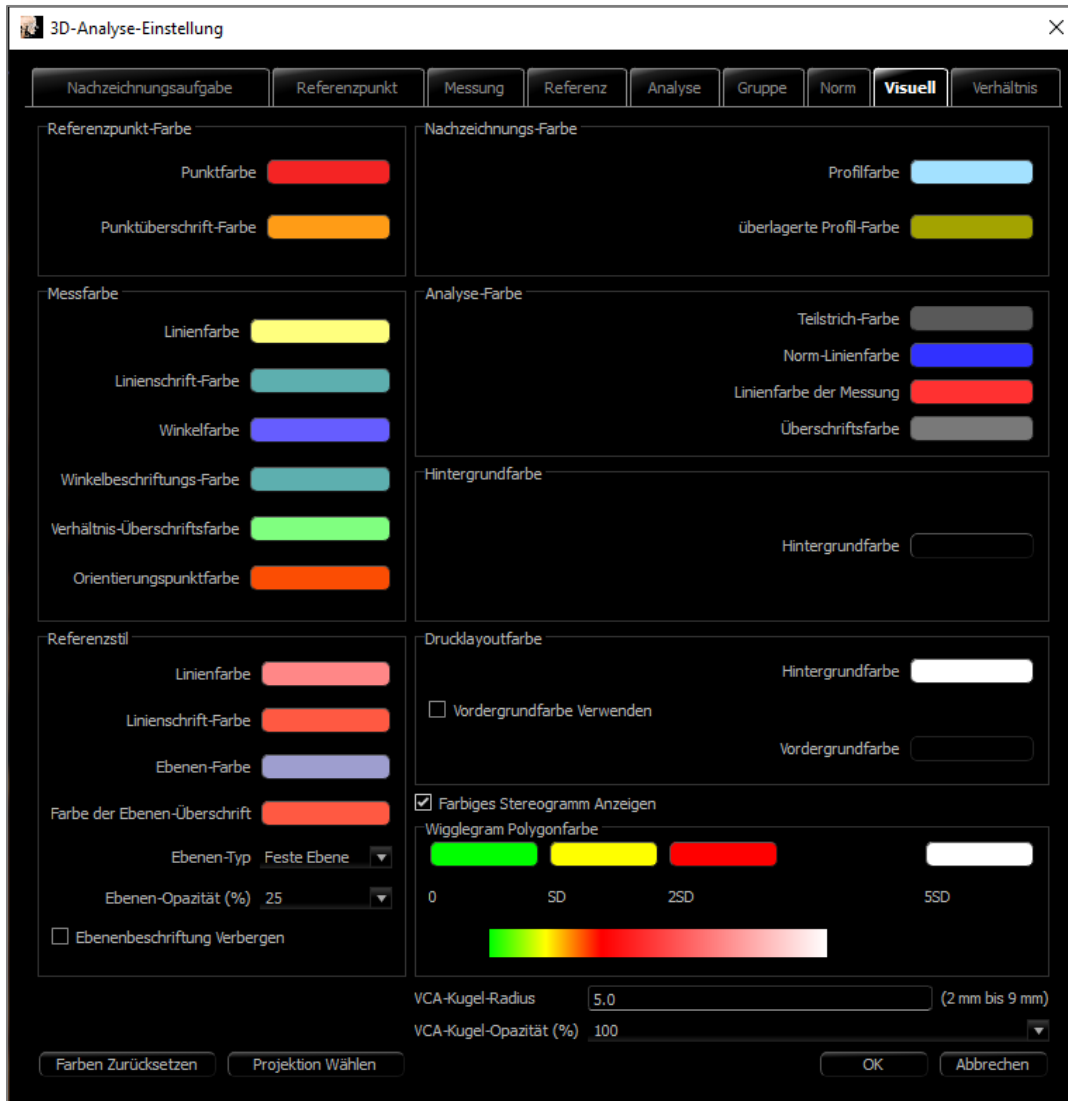 3D-Analyse-Einstellung
Nachzeichnungsaufgabe Referenzpunkt Messung Referenz Analyse Gruppe Norm Visuell Verhältnis
Referenzpunkt-Farbe
Punktfarbe
Punktüberschrift-Farbe
Nachzeichnungs-Farbe
Profilfarbe
überlagerte Profil-Farbe
Messfarbe
Linienfarbe
Linienschrift-Farbe
Winkelfarbe
Winkelbeschriftungs-Farbe
Verhältnis-Überschriftsfarbe
Orientierungspunktfarbe
Analyse-Farbe
Teilstrich-Farbe
Norm-Linienfarbe
Linienfarbe der Messung
Überschriftsfarbe
Hintergrundfarbe
Hintergrundfarbe
Referenzstil
Linienfarbe
Linienschrift-Farbe
Ebenen-Farbe
Farbe der Ebenen-Überschrift
Ebenen-Typ Feste Ebene
Ebenen-Opazität (%) 25
Ebenenbeschriftung Verbergen
Drucklayoutfarbe
Hintergrundfarbe
Vordergrundfarbe Verwenden
Vordergrundfarbe
Farbiges Stereogramm Anzeigen
Wigglegram Polygonfarbe
0 SD 2SD 5SD
VCA-Kugel-Radius 5.0 (2 mm bis 9 mm)
VCA-Kugel-Opazität (%) 100
Farben Zurücksetzen Projektion Wählen OK Abbrechen